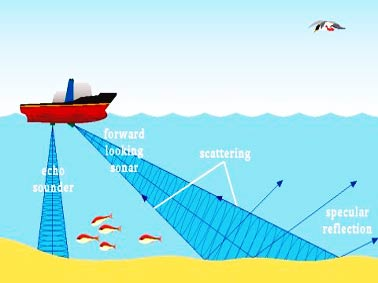 forward
looking
sonar
echo
sounder
scattering
specular
reflection